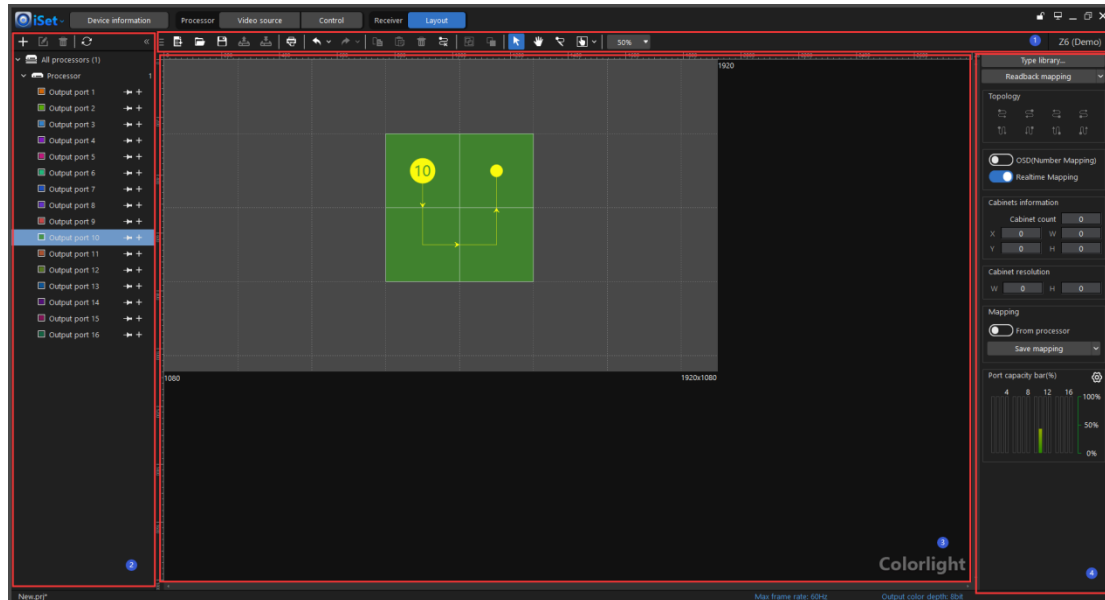 iSet
Device information
Processor
Video source
Control
Receiver
Layout
50%
1
Z6 (Demo)
All processors (1)
Processor 1
Output port 1
Output port 2
Output port 3
Output port 4
Output port 5
Output port 6
Output port 7
Output port 8
Output port 9
Output port 10
Output port 11
Output port 12
Output port 13
Output port 14
Output port 15
Output port 16
2
1920
10
1080
1920x1080
3
Colorlight
Type library...
Readback mapping
Topology
OSD(Number Mapping)
Realtime Mapping
Cabinets information
Cabinet count 0
X 0 W 0
Y 0 H 0
Cabinet resolution
W 0 H 0
Mapping
From processor
Save mapping
Port capacity bar(%)
4 8 12 16
100%
50%
0%
4
New.prj*
Max frame rate: 60Hz
Output color depth: 8bit